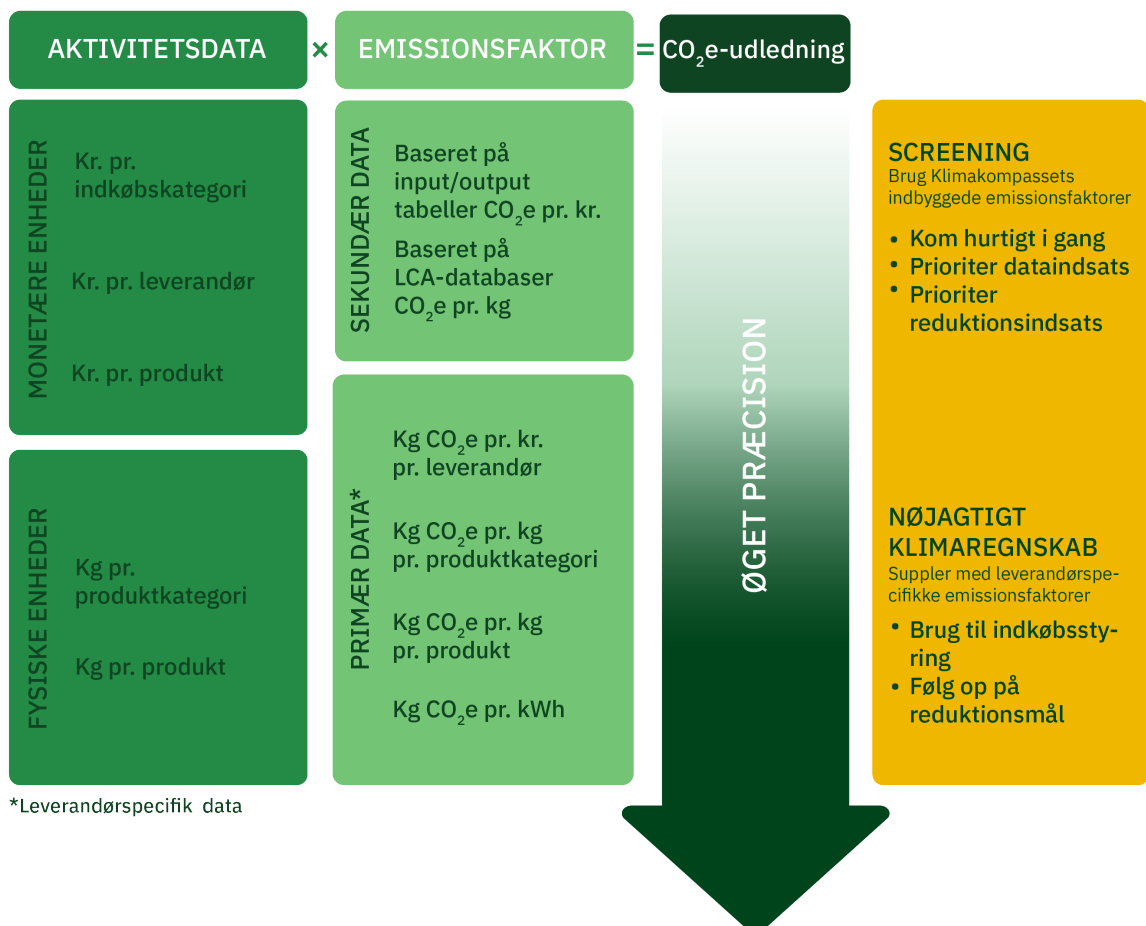 AKTIVITETSDATA × EMISSIONSFAKTOR = CO₂e-udledning
MONETÆRE ENHEDER
Kr. pr.
indkøbskategori
Kr. pr. leverandør
Kr. pr. produkt
FYSISKE ENHEDER
Kg pr.
produktkategori
Kg pr. produkt
*Leverandørspecifik data
SEKUNDÆR DATA
Baseret på
input/output
tabeller CO₂e pr. kr.
Baseret på
LCA-databaser
CO₂e pr. kg
PRIMÆR DATA*
Kg CO₂e pr. kr.
pr. leverandør
Kg CO₂e pr. kg
pr. produktkategori
Kg CO₂e pr. kg
pr. produkt
Kg CO₂e pr. kWh
ØGET PRÆCISION
SCREENING
Brug Klimakompassets
indbyggede emissionsfaktorer
• Kom hurtigt i gang
• Prioriter dataindsats
• Prioriter
reduktionsindsats
NØJAGTIGT
KLIMAREGNSKAB
Suppler med leverandørspe-
cifikke emissionsfaktorer
• Brug til indkøbssty-
ring
• Følg op på
reduktionsmål